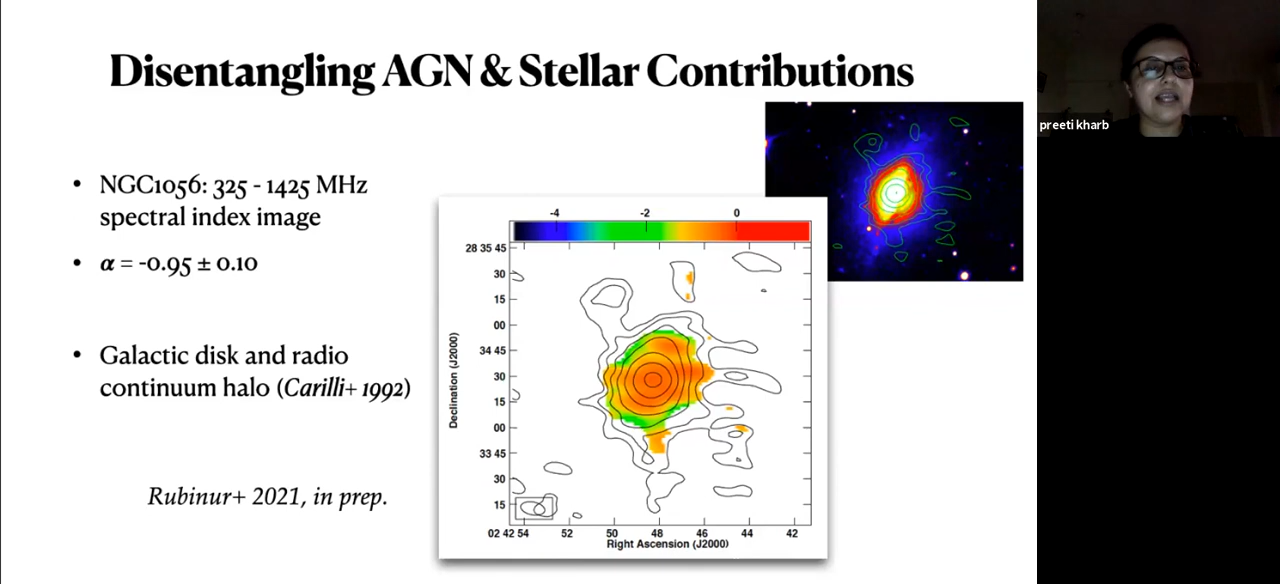 Disentangling AGN & Stellar Contributions
preeti kharb
• NGC1056: 325 - 1425 MHz
spectral index image
• α = -0.95 ± 0.10
• Galactic disk and radio
continuum halo (Carilli+ 1992)
Rubinur+ 2021, in prep.
-4 -2 0
Declination (J2000)
28 35 45
30
15
00
34 45
30
15
00
33 45
30
15
02 42 54 52 50 48 46 44 42
Right Ascension (J2000)